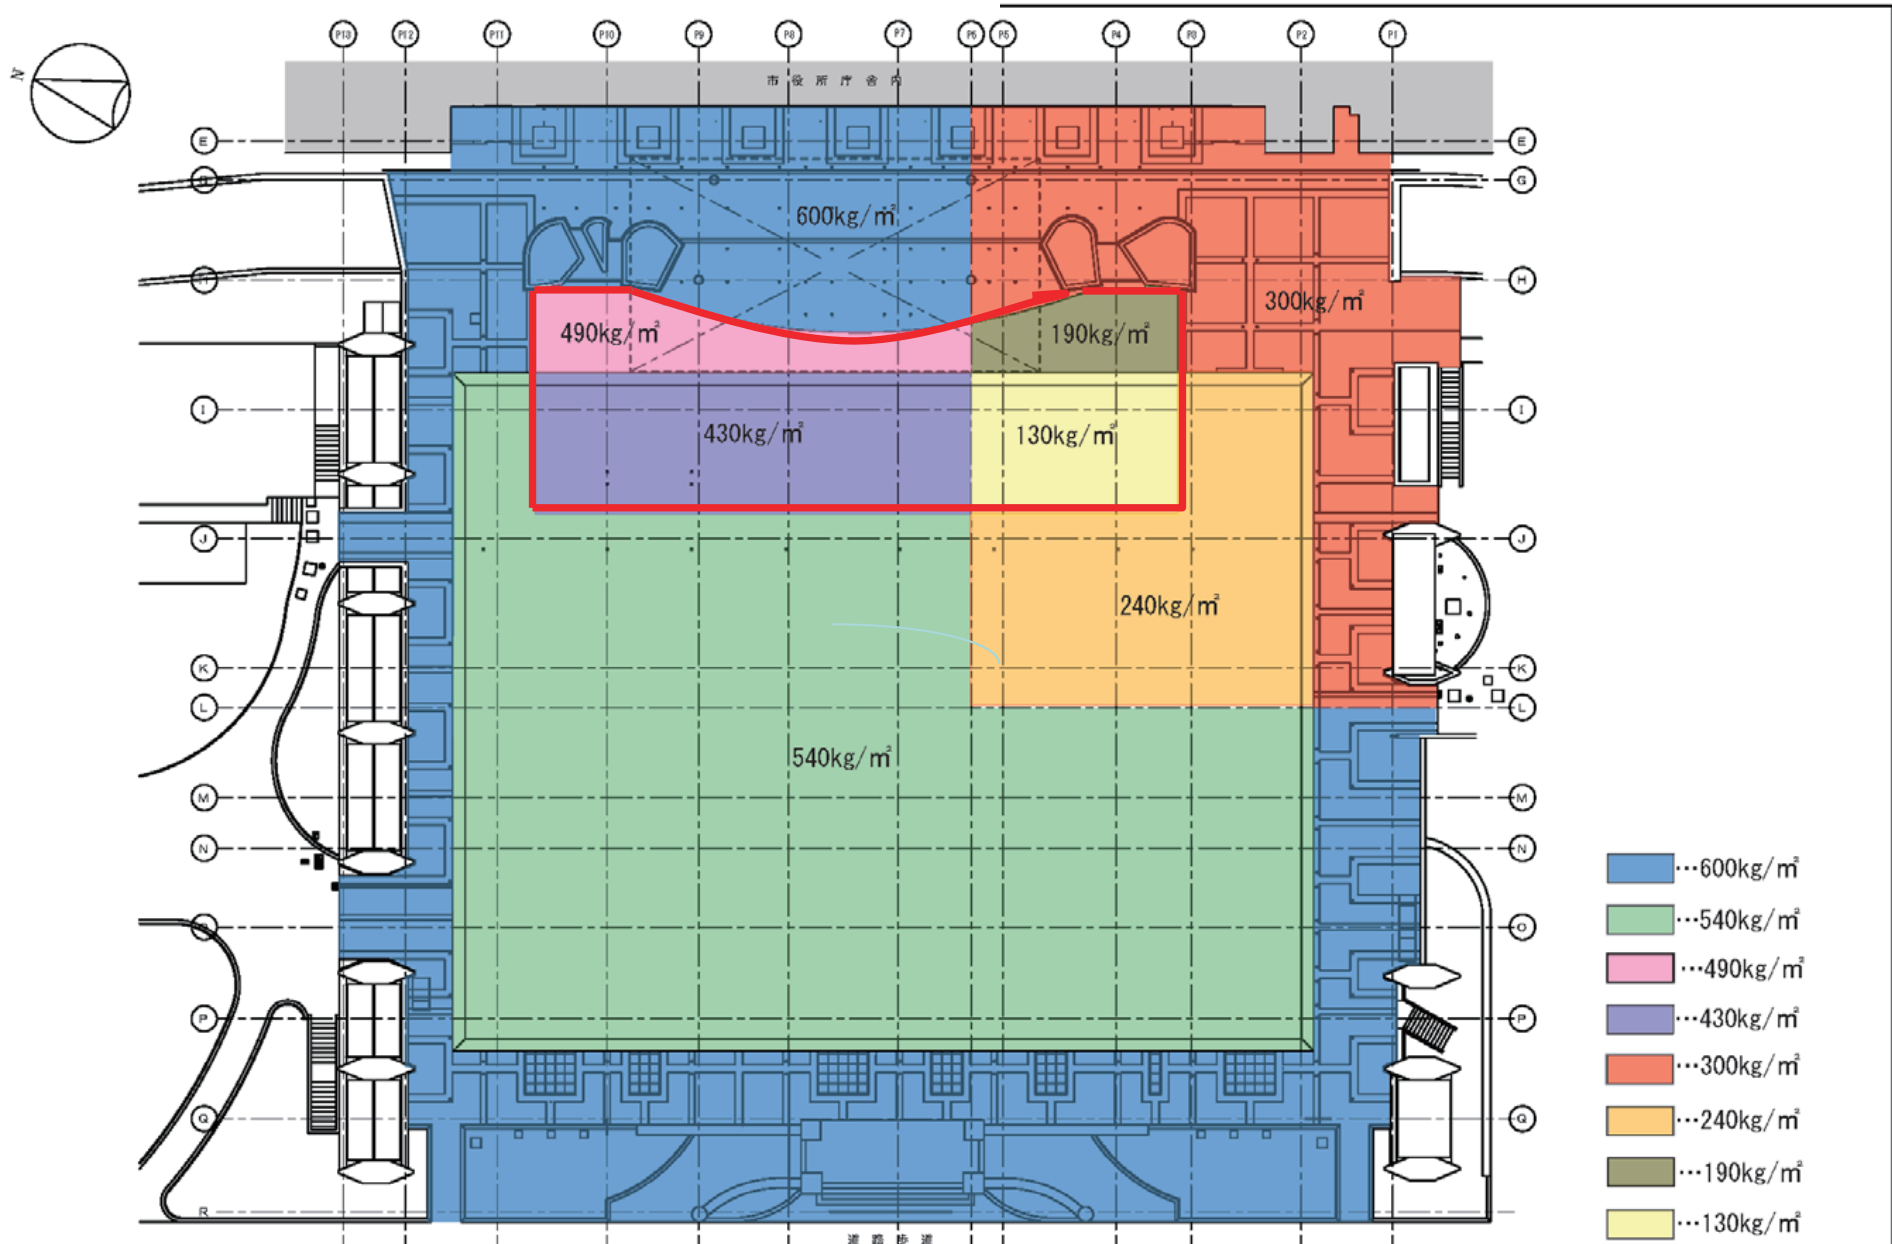 N
P13 P12 P11 P10 P9 P8 P7 P6 P5 P4 P3 P2 P1
市役所庁舎内
E E
G
600kg/㎡
H
300kg/㎡
490kg/㎡ 190kg/㎡
I I
430kg/㎡ 130kg/㎡
J J
240kg/㎡
K K
L L
540kg/㎡
M M
N N
…600kg/㎡
…540kg/㎡
O
…490kg/㎡
P P
…430kg/㎡
…300kg/㎡
Q Q
…240kg/㎡
…190kg/㎡
R
…130kg/㎡
道路歩道